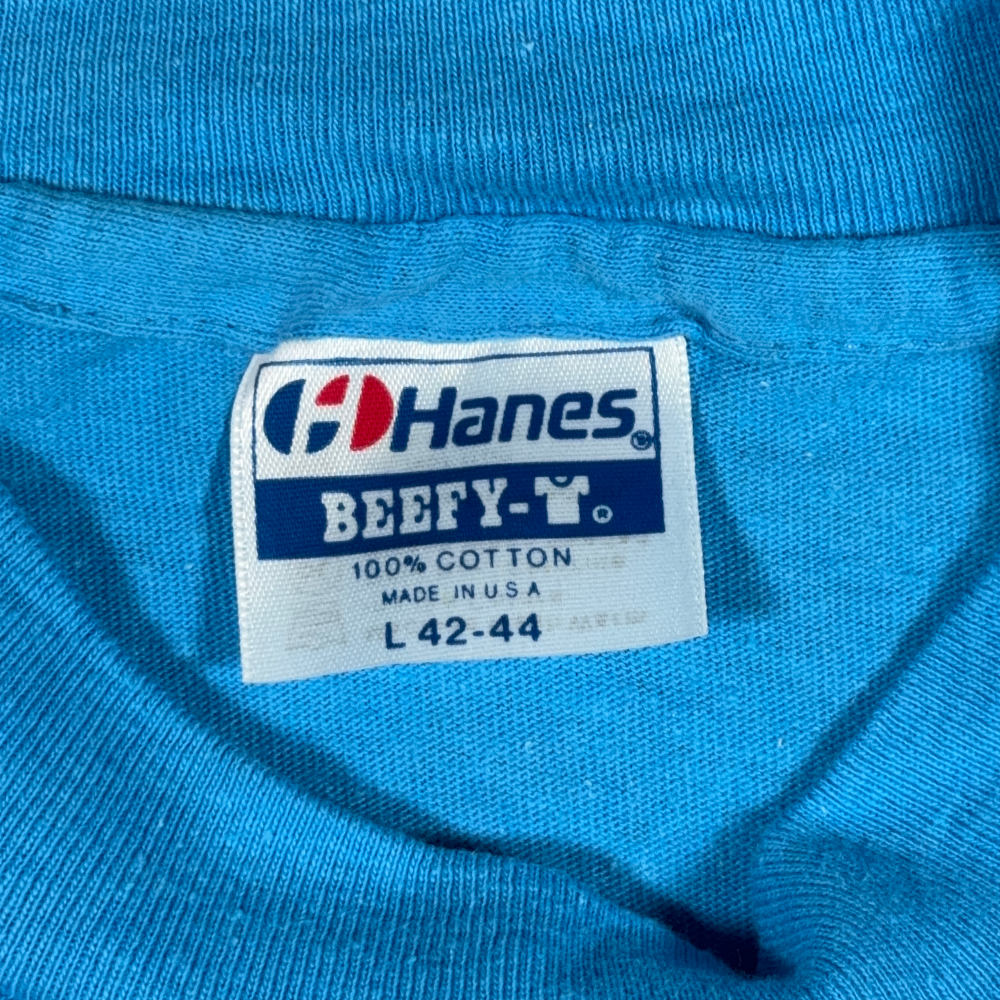 Hanes®
BEEFY-T®
100% COTTON
MADE IN U S A
L 42-44